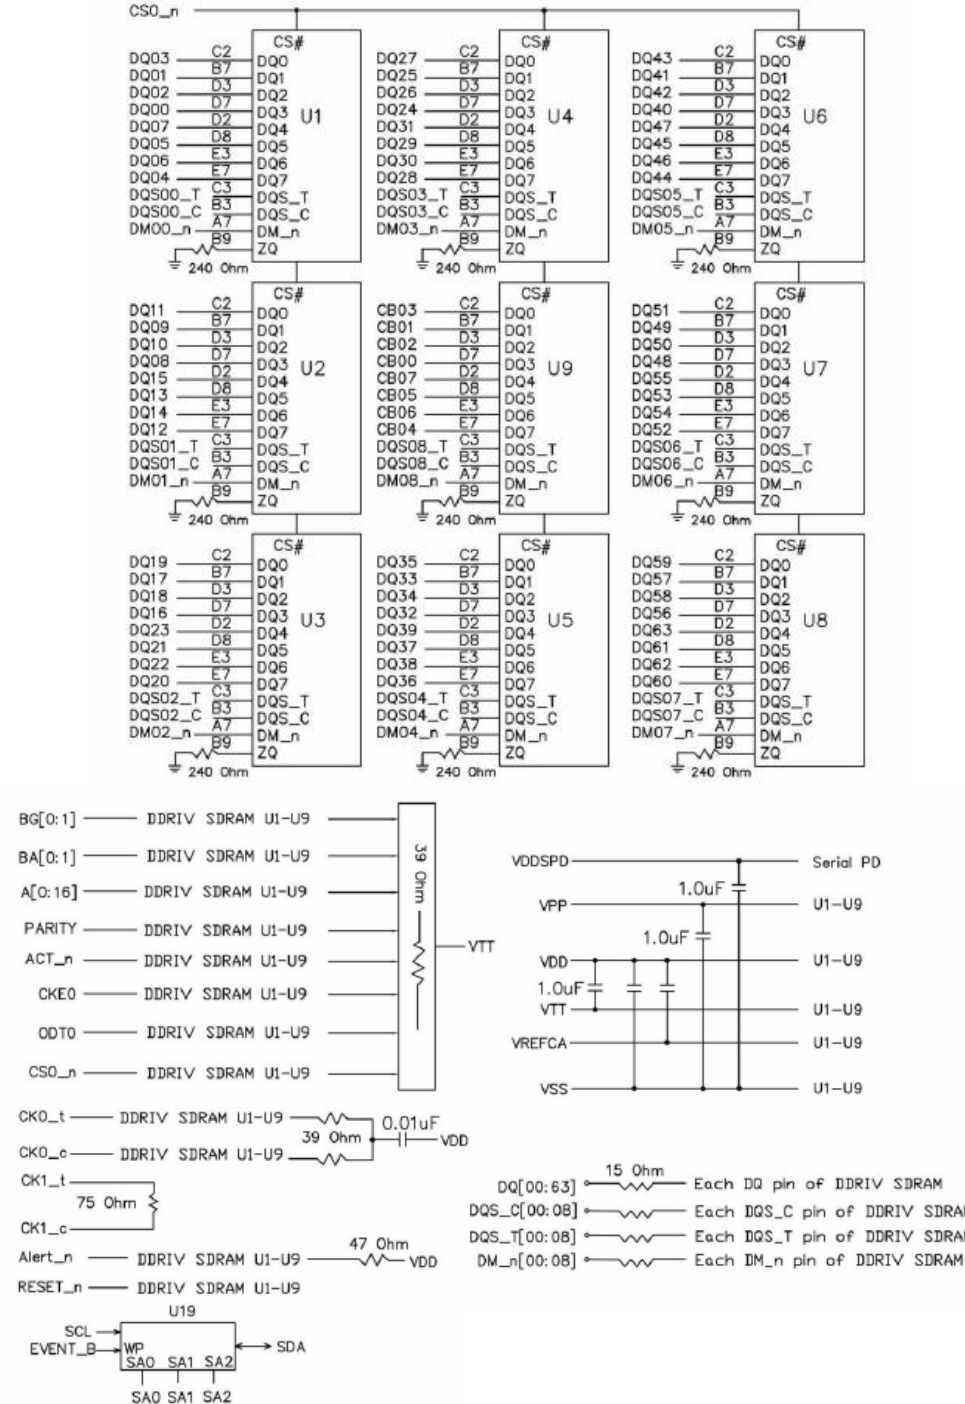 CS0_n
CS#
DQ03 C2 DQ0
DQ01 B7 DQ1
DQ02 D3 DQ2
DQ00 D7 DQ3
U1
DQ07 D2 DQ4
DQ05 D8 DQ5
DQ06 E3 DQ6
DQ04 E7 DQ7
DQS00_T C3 DQS_T
DQS00_C B3 DQS_C
DM00_n A7 DM_n
B9 ZQ
240 Ohm
CS#
DQ27 C2 DQ0
DQ25 B7 DQ1
DQ26 D3 DQ2
DQ24 D7 DQ3
U4
DQ31 D2 DQ4
DQ29 D8 DQ5
DQ30 E3 DQ6
DQ28 E7 DQ7
DQS03_T C3 DQS_T
DQS03_C B3 DQS_C
DM03_n A7 DM_n
B9 ZQ
240 Ohm
CS#
DQ43 C2 DQ0
DQ41 B7 DQ1
DQ42 D3 DQ2
DQ40 D7 DQ3
U6
DQ47 D2 DQ4
DQ45 D8 DQ5
DQ46 E3 DQ6
DQ44 E7 DQ7
DQS05_T C3 DQS_T
DQS05_C B3 DQS_C
DM05_n A7 DM_n
B9 ZQ
240 Ohm
CS#
DQ11 C2 DQ0
DQ09 B7 DQ1
DQ10 D3 DQ2
DQ08 D7 DQ3
U2
DQ15 D2 DQ4
DQ13 D8 DQ5
DQ14 E3 DQ6
DQ12 E7 DQ7
DQS01_T C3 DQS_T
DQS01_C B3 DQS_C
DM01_n A7 DM_n
B9 ZQ
240 Ohm
CS#
CB03 C2 DQ0
CB01 B7 DQ1
CB02 D3 DQ2
CB00 D7 DQ3
U9
CB07 D2 DQ4
CB05 D8 DQ5
CB06 E3 DQ6
CB04 E7 DQ7
DQS08_T C3 DQS_T
DQS08_C B3 DQS_C
DM08_n A7 DM_n
B9 ZQ
240 Ohm
CS#
DQ51 C2 DQ0
DQ49 B7 DQ1
DQ50 D3 DQ2
DQ48 D7 DQ3
U7
DQ55 D2 DQ4
DQ53 D8 DQ5
DQ54 E3 DQ6
DQ52 E7 DQ7
DQS06_T C3 DQS_T
DQS06_C B3 DQS_C
DM06_n A7 DM_n
B9 ZQ
240 Ohm
CS#
DQ19 C2 DQ0
DQ17 B7 DQ1
DQ18 D3 DQ2
DQ16 D7 DQ3
U3
DQ23 D2 DQ4
DQ21 D8 DQ5
DQ22 E3 DQ6
DQ20 E7 DQ7
DQS02_T C3 DQS_T
DQS02_C B3 DQS_C
DM02_n A7 DM_n
B9 ZQ
240 Ohm
CS#
DQ35 C2 DQ0
DQ33 B7 DQ1
DQ34 D3 DQ2
DQ32 D7 DQ3
U5
DQ39 D2 DQ4
DQ37 D8 DQ5
DQ38 E3 DQ6
DQ36 E7 DQ7
DQS04_T C3 DQS_T
DQS04_C B3 DQS_C
DM04_n A7 DM_n
B9 ZQ
240 Ohm
CS#
DQ59 C2 DQ0
DQ57 B7 DQ1
DQ58 D3 DQ2
DQ56 D7 DQ3
U8
DQ63 D2 DQ4
DQ61 D8 DQ5
DQ62 E3 DQ6
DQ60 E7 DQ7
DQS07_T C3 DQS_T
DQS07_C B3 DQS_C
DM07_n A7 DM_n
B9 ZQ
240 Ohm
BG[0:1] DDRIV SDRAM U1-U9
BA[0:1] DDRIV SDRAM U1-U9
A[0:16] DDRIV SDRAM U1-U9
PARITY DDRIV SDRAM U1-U9
ACT_n DDRIV SDRAM U1-U9
CKE0 DDRIV SDRAM U1-U9
ODT0 DDRIV SDRAM U1-U9
CS0_n DDRIV SDRAM U1-U9
39 Ohm
VTT
VDDSPD Serial PD
1.0uF
VPP U1-U9
1.0uF
VDD U1-U9
1.0uF
VTT U1-U9
VREFCA U1-U9
VSS U1-U9
CK0_t DDRIV SDRAM U1-U9
39 Ohm 0.01uF VDD
CK0_c DDRIV SDRAM U1-U9
CK1_t
75 Ohm
CK1_c
Alert_n DDRIV SDRAM U1-U9 47 Ohm VDD
RESET_n DDRIV SDRAM U1-U9
15 Ohm
DQ[00:63] Each DQ pin of DDRIV SDRAM
DQS_C[00:08] Each DQS_C pin of DDRIV SDRAM
DQS_T[00:08] Each DQS_T pin of DDRIV SDRAM
DM_n[00:08] Each DM_n pin of DDRIV SDRAM
U19
SCL
EVENT_B WP SDA
SA0 SA1 SA2
SA0 SA1 SA2